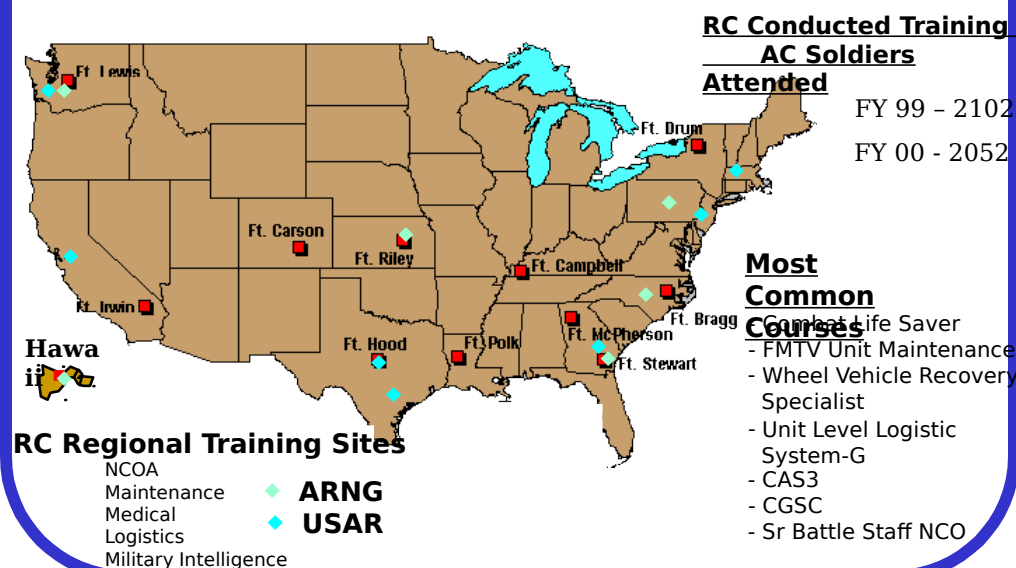 RC Conducted Training
AC Soldiers
Attended
FY 99 – 2102
FY 00 - 2052
Ft. Lewis
Ft. Drum
Ft. Carson
Ft. Riley
Ft. Campbell
Ft. Irwin
Ft. Bragg
Ft. McPherson
Ft. Hood
Ft. Polk
Ft. Stewart
Hawa
ii
Most
Common
Courses
- Combat Life Saver
- FMTV Unit Maintenance
- Wheel Vehicle Recovery
Specialist
- Unit Level Logistic
System-G
- CAS3
- CGSC
- Sr Battle Staff NCO
RC Regional Training Sites
NCOA
Maintenance
Medical
Logistics
Military Intelligence
ARNG
USAR